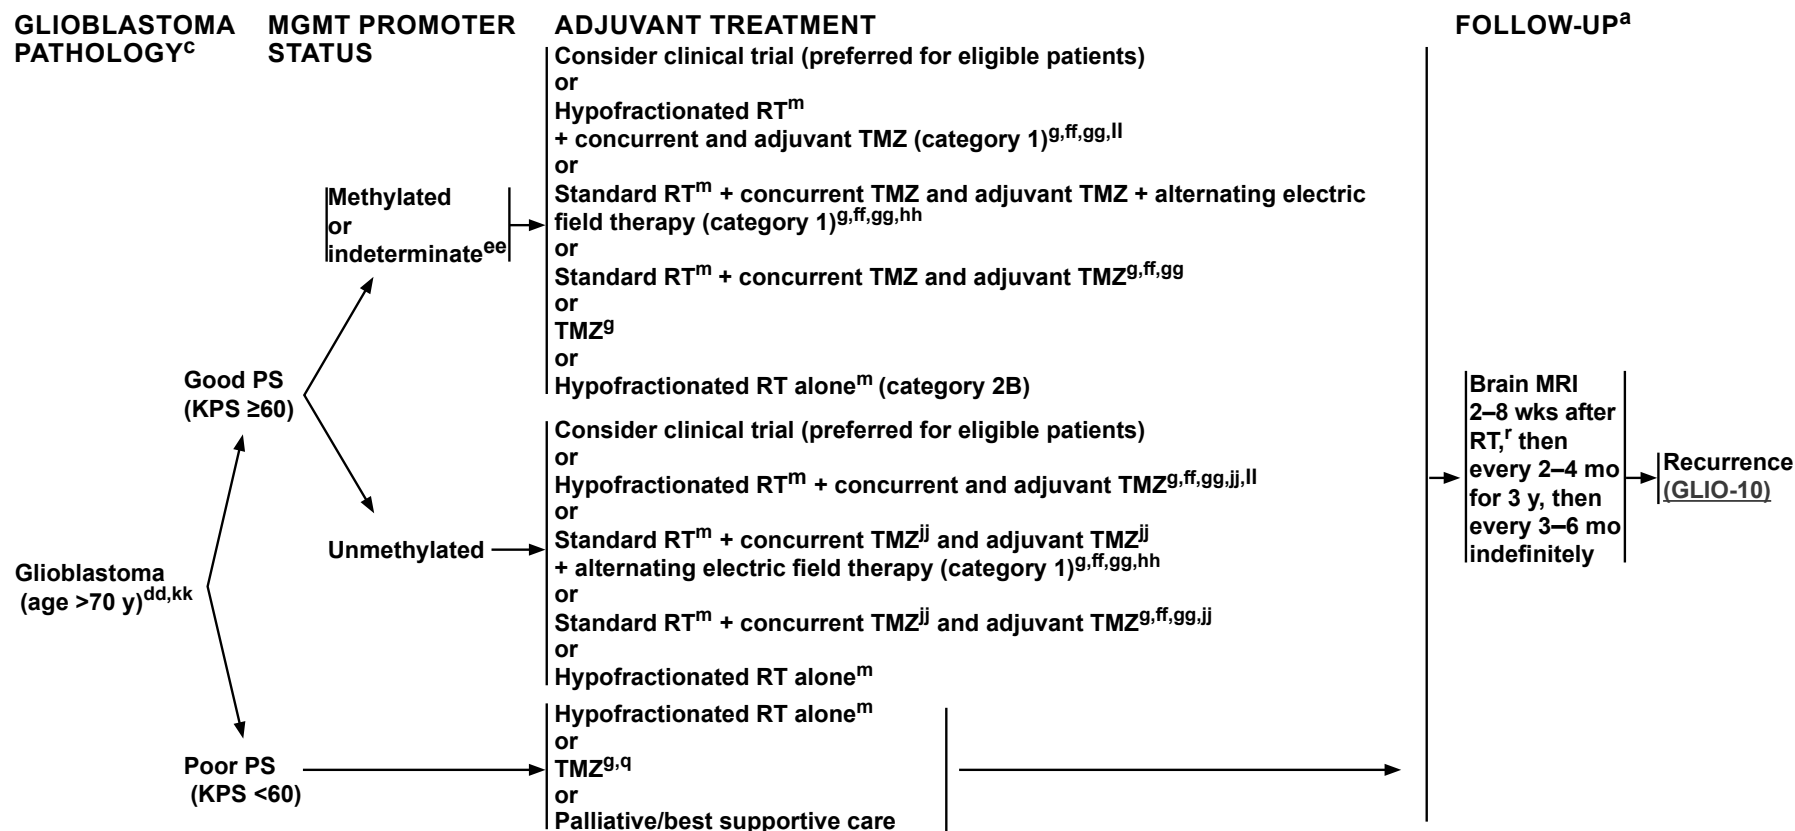 GLIOBLASTOMA
PATHOLOGYc
MGMT PROMOTER
STATUS
ADJUVANT TREATMENT
FOLLOW-UPa
Glioblastoma
(age >70 y)dd,kk
Good PS
(KPS ≥60)
Methylated
or
indeterminateee
Consider clinical trial (preferred for eligible patients)
or
Hypofractionated RTm
+ concurrent and adjuvant TMZ (category 1)g,ff,gg,ll
or
Standard RTm + concurrent TMZ and adjuvant TMZ + alternating electric
field therapy (category 1)g,ff,gg,hh
or
Standard RTm + concurrent TMZ and adjuvant TMZg,ff,gg
or
TMZg
or
Hypofractionated RT alonem (category 2B)
Unmethylated
Consider clinical trial (preferred for eligible patients)
or
Hypofractionated RTm + concurrent and adjuvant TMZg,ff,gg,jj,ll
or
Standard RTm + concurrent TMZjj and adjuvant TMZjj
+ alternating electric field therapy (category 1)g,ff,gg,hh
or
Standard RTm + concurrent TMZjj and adjuvant TMZg,ff,gg,jj
or
Hypofractionated RT alonem
Poor PS
(KPS <60)
Hypofractionated RT alonem
or
TMZg,q
or
Palliative/best supportive care
Brain MRI
2–8 wks after
RT,r then
every 2–4 mo
for 3 y, then
every 3–6 mo
indefinitely
Recurrence
(GLIO-10)